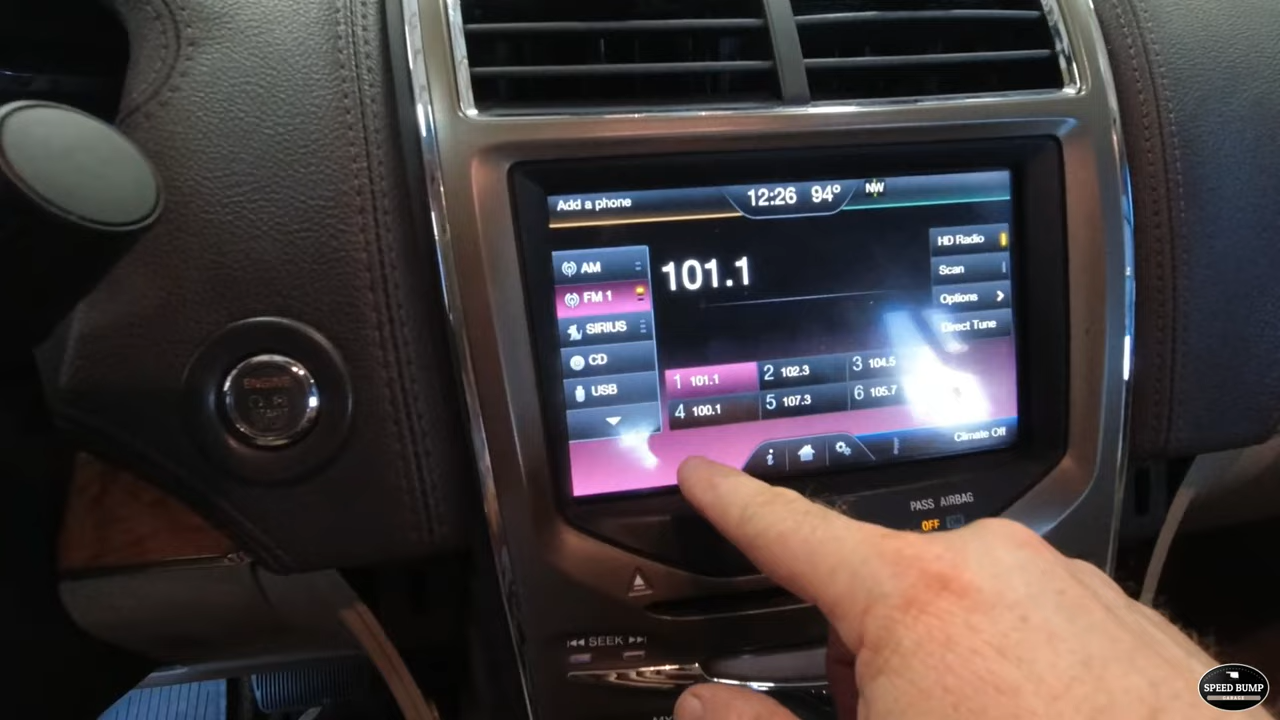 Add a phone
12:26 94°
NW
AM
FM 1
SIRIUS
CD
USB
101.1
HD Radio
Scan
Options
Direct Tune
1 101.1
2 102.3
3 104.5
4 100.1
5 107.3
6 105.7
Climate Off
PASS AIRBAG
OFF
ENGINE
START
SEEK
SPEED BUMP
GARAGE